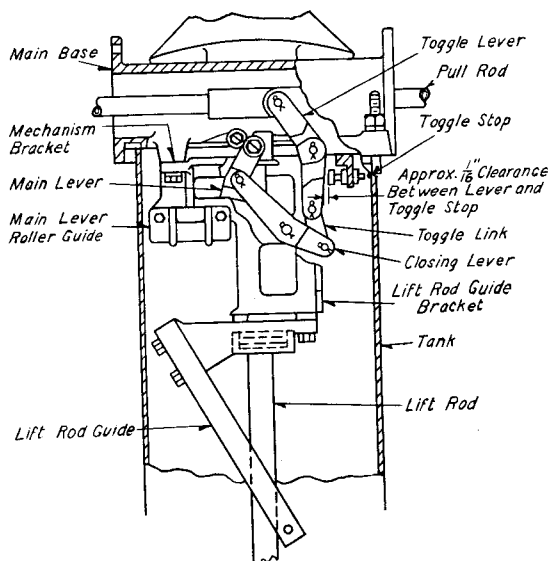 Main Base
Toggle Lever
Pull Rod
Mechanism
Bracket
Toggle Stop
Main Lever
Approx. 1/16" Clearance
Between Lever and
Toggle Stop
Main Lever
Roller Guide
Toggle Link
Closing Lever
Lift Rod Guide
Bracket
Tank
Lift Rod
Lift Rod Guide